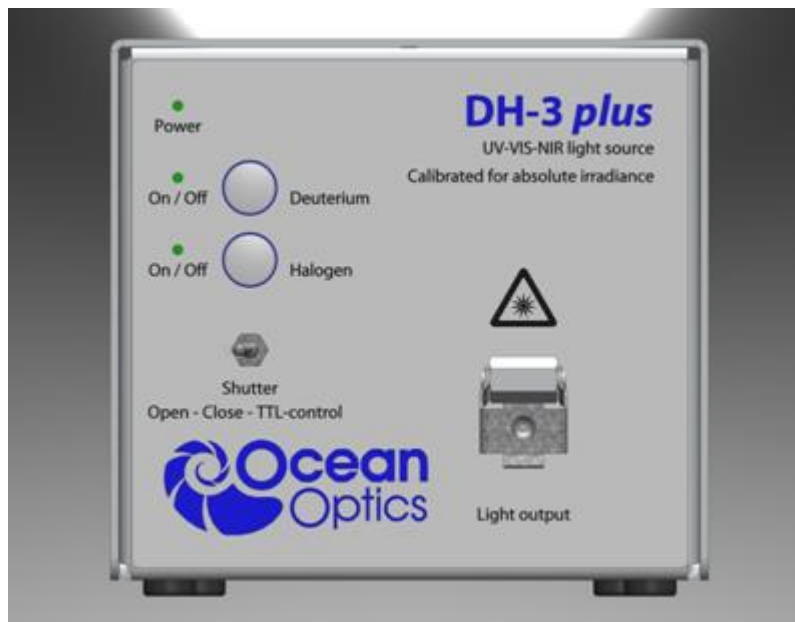 Power
DH-3 plus
UV-VIS-NIR light source
Calibrated for absolute irradiance
On / Off
Deuterium
On / Off
Halogen
Shutter
Open - Close - TTL-control
Ocean
Optics
Light output